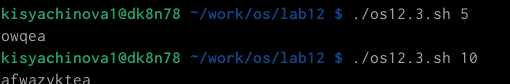 kisyachinova1@dk8n78 ~/work/os/lab12 $ ./os12.3.sh 5
owqea
kisyachinova1@dk8n78 ~/work/os/lab12 $ ./os12.3.sh 10
afwazyktea